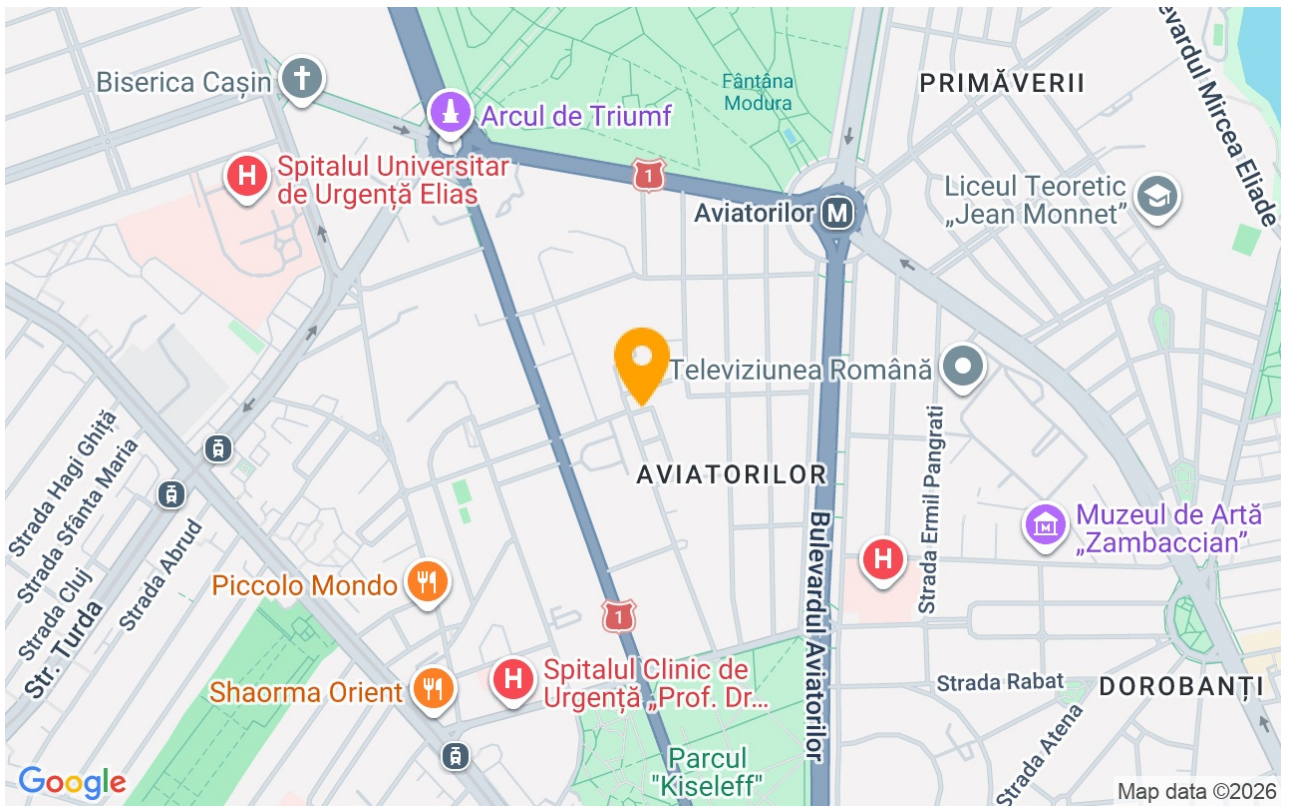 Biserica Cașin
Arcul de Triumf
Fântâna
Modura
PRIMĂVERII
evardul Mircea Eliade
Spitalul Universitar
de Urgență Elias
1
Aviatorilor
M
Liceul Teoretic
„Jean Monnet”
H
Televiziunea Română
Strada Hagi Ghiță
Strada Sfânta Maria
Strada Cluj
Str. Turda
Strada Abrud
AVIATORILOR
Bulevardul Aviatorilor
Strada Ermil Pangrati
H
Muzeul de Artă
„Zambaccian”
M
Piccolo Mondo
1
Shaorma Orient
H
Spitalul Clinic de
Urgență „Prof. Dr...
Strada Rabat
DOROBANȚI
Strada Atena
Parcul
"Kiseleff"
Google
Map data ©2026